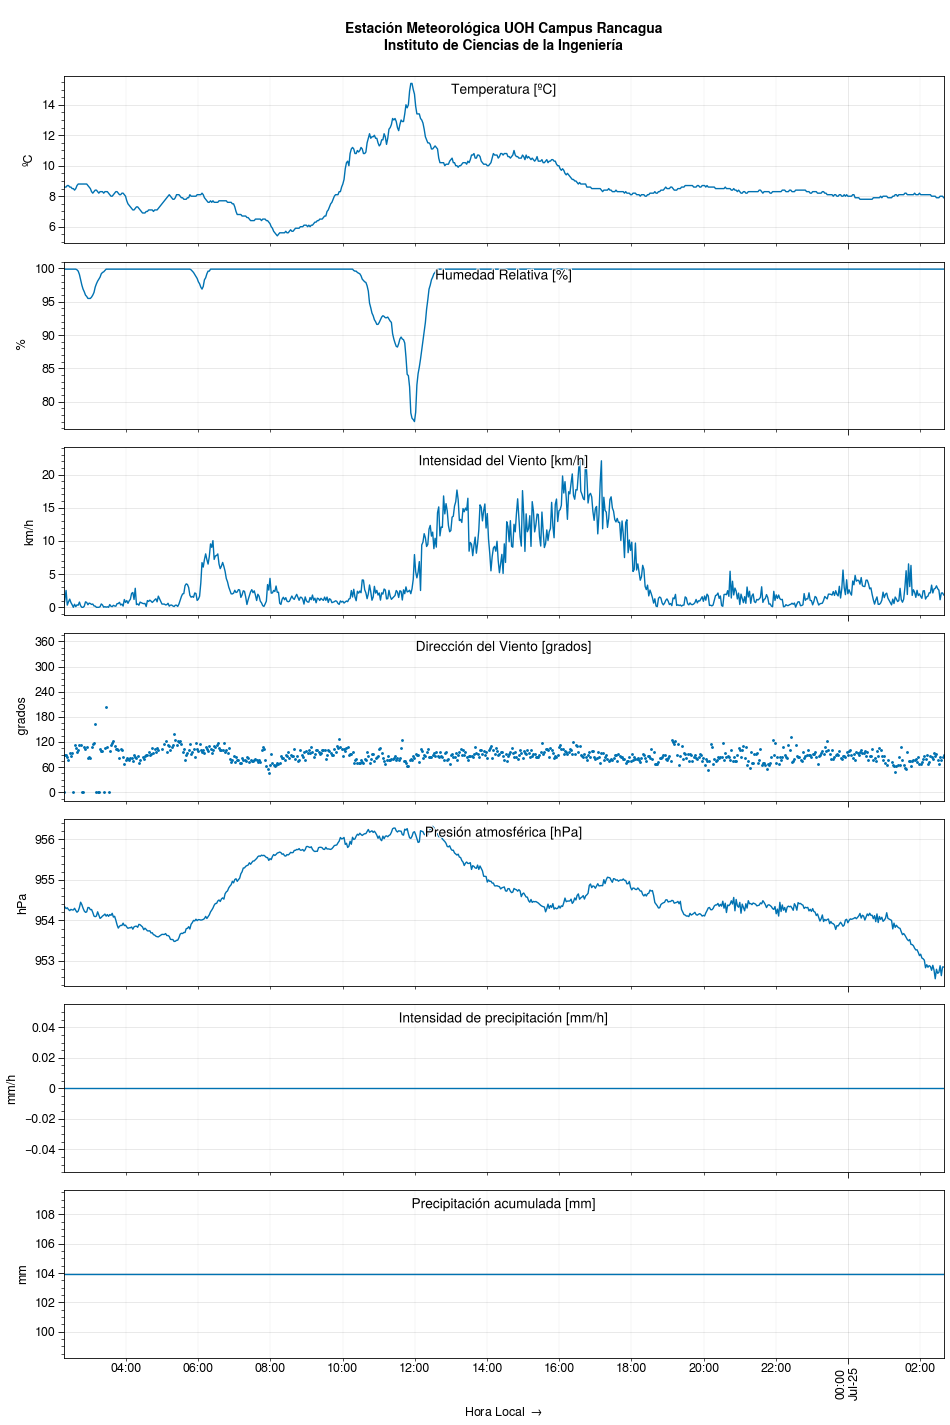 Estación Meteorológica UOH Campus Rancagua
Instituto de Ciencias de la Ingeniería
Temperatura [ºC]
ºC
14
12
10
8
6
Humedad Relativa [%]
%
100
95
90
85
80
Intensidad del Viento [km/h]
km/h
20
15
10
5
0
Dirección del Viento [grados]
grados
360
300
240
180
120
60
0
Presión atmosférica [hPa]
hPa
956
955
954
953
Intensidad de precipitación [mm/h]
mm/h
0.04
0.02
0
−0.02
−0.04
Precipitación acumulada [mm]
mm
108
106
104
102
100
04:00 06:00 08:00 10:00 12:00 14:00 16:00 18:00 20:00 22:00 00:00 02:00
Jul-25
Hora Local →